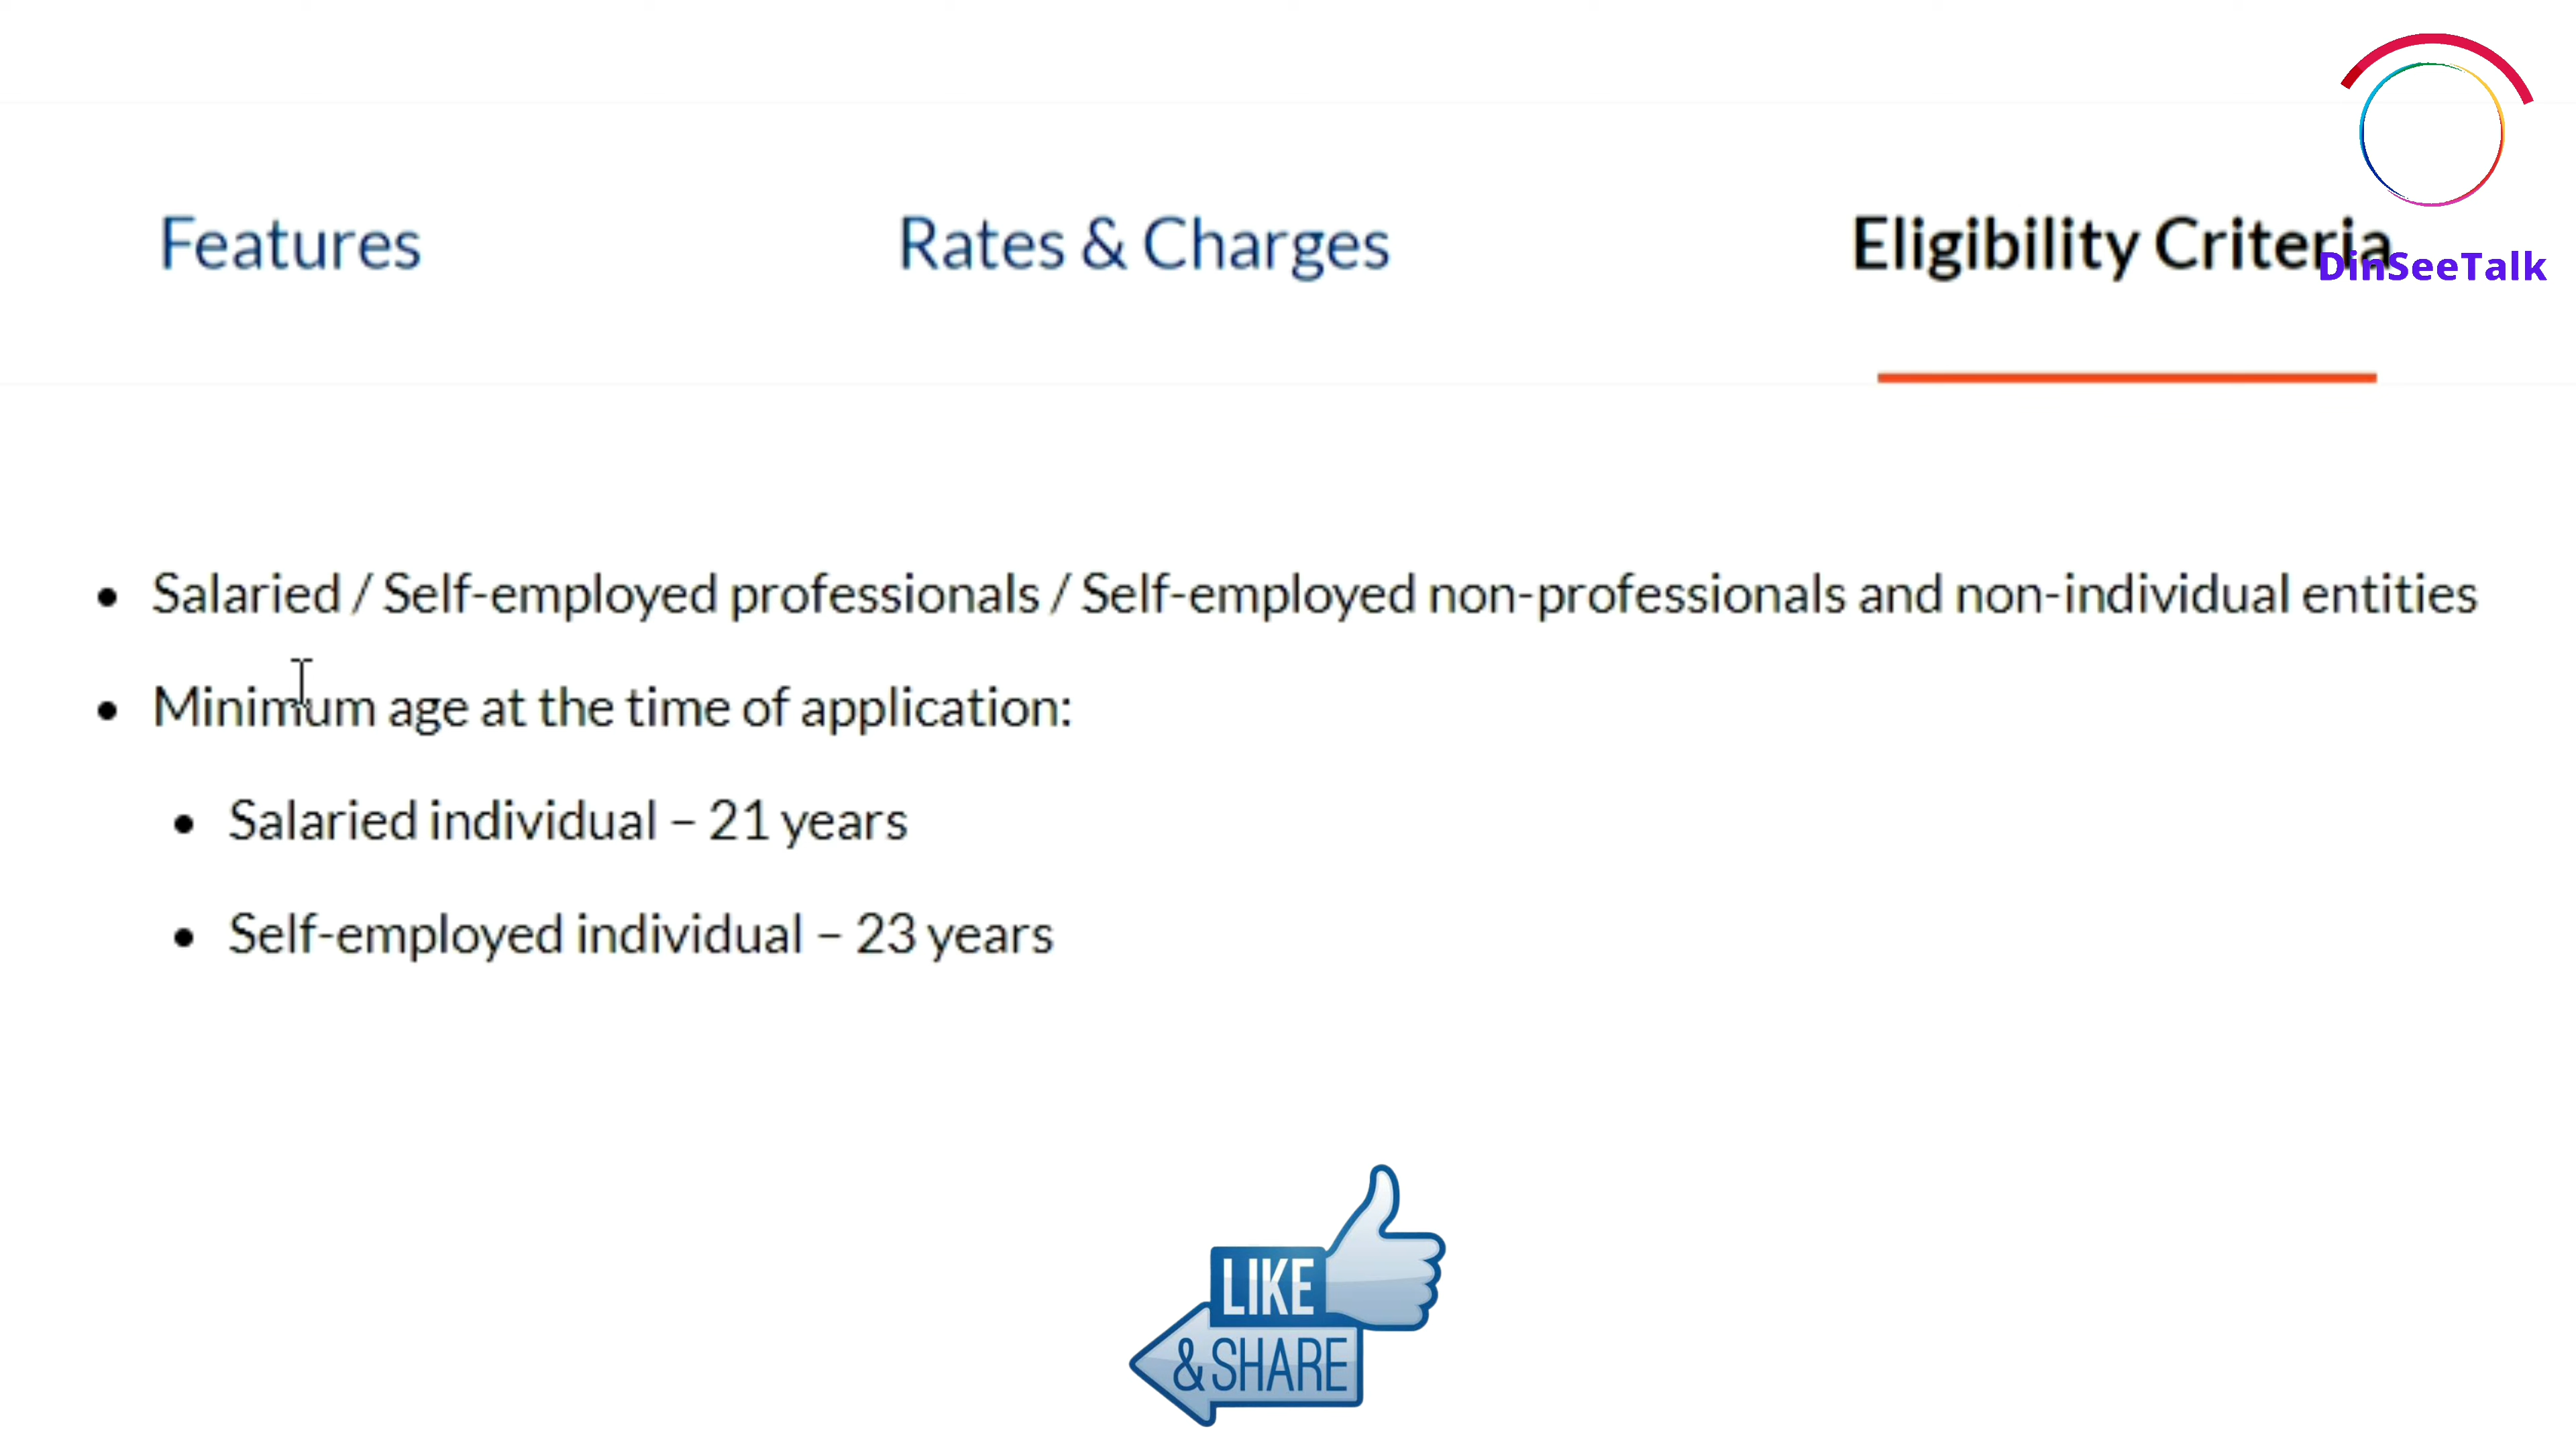 Features
Rates & Charges
Eligibility Criteria
DinSeeTalk
Salaried / Self-employed professionals / Self-employed non-professionals and non-individual entities
Minimum age at the time of application:
Salaried individual – 21 years
Self-employed individual – 23 years
LIKE
& SHARE